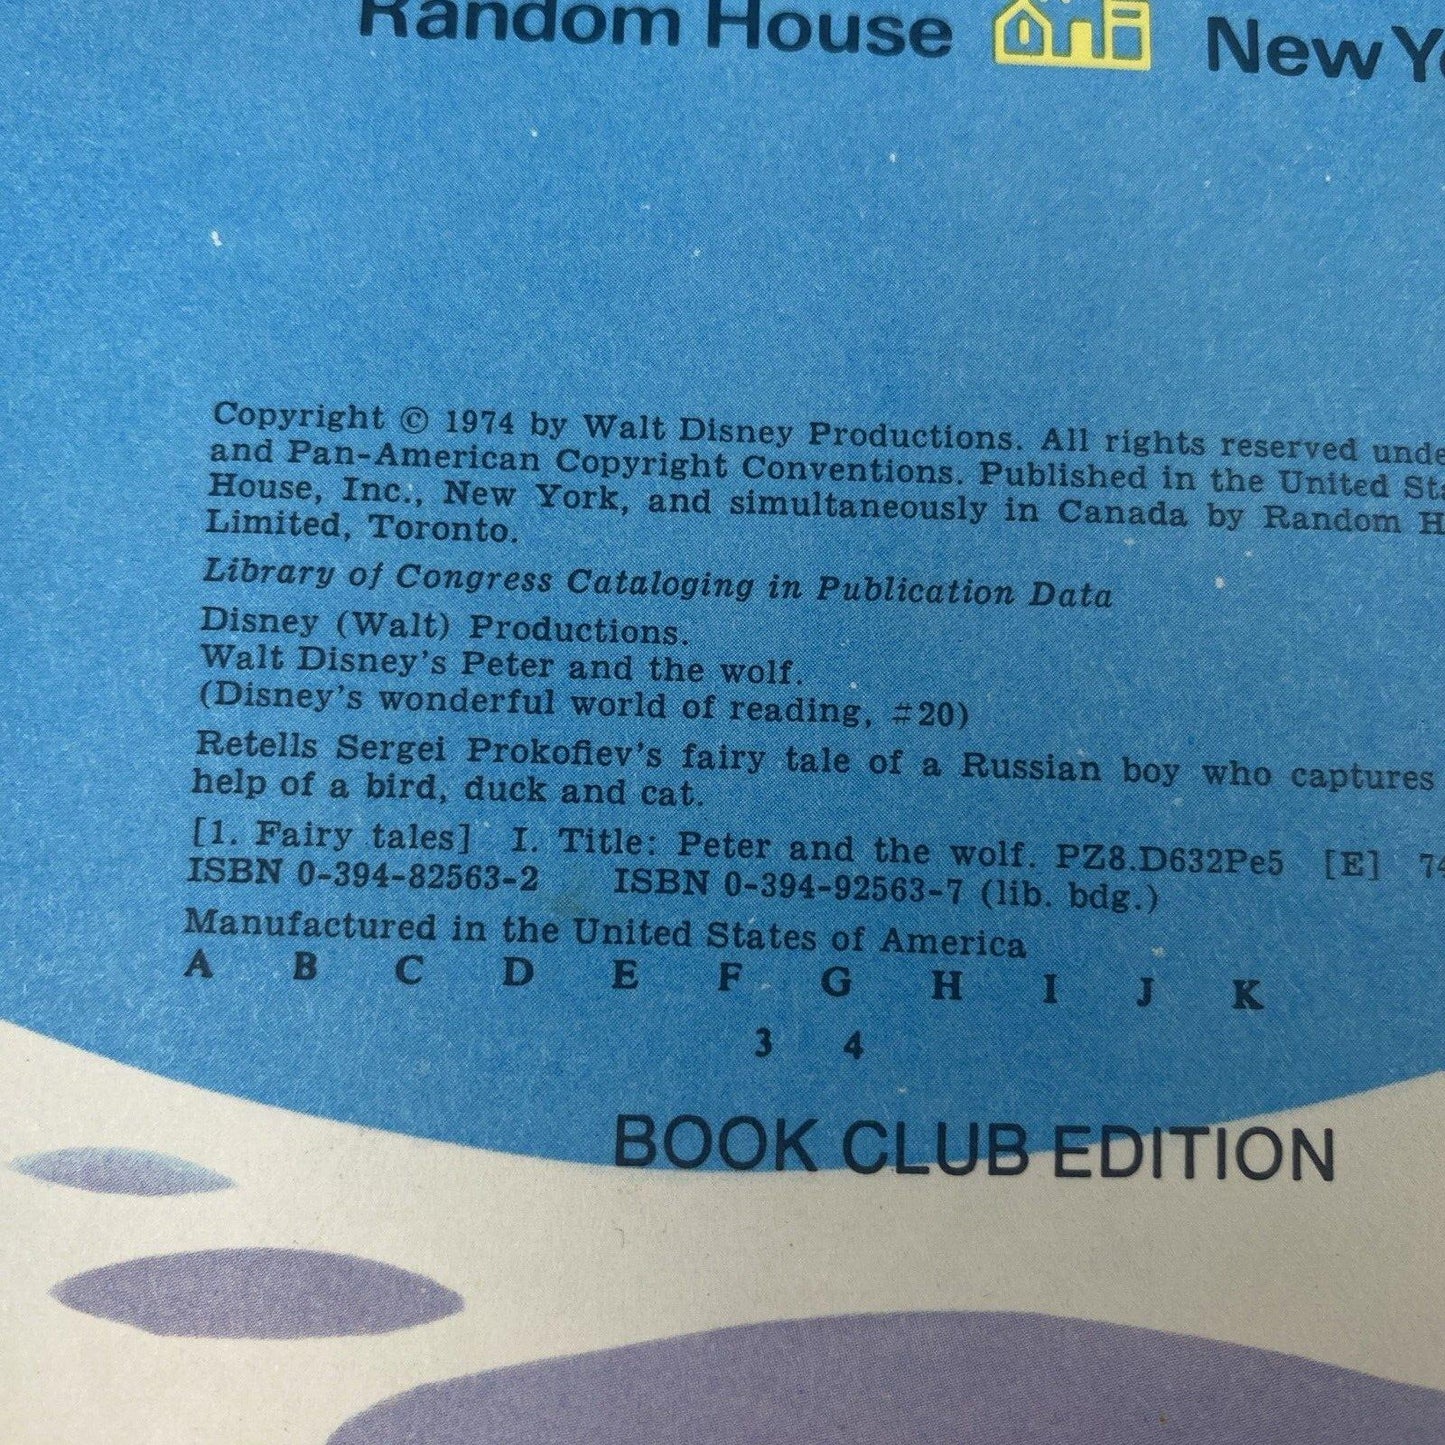 Random House New
Copyright © 1974 by Walt Disney Productions. All rights reserved
and Pan-American Copyright Conventions. Published in the United
House, Inc., New York, and simultaneously in Canada by Random
Limited, Toronto.
Library of Congress Cataloging in Publication Data
Disney (Walt) Productions.
Walt Disney's Peter and the wolf.
(Disney's wonderful world of reading, #20)
Retells Sergei Prokofiev's fairy tale of a Russian boy who captures
help of a bird, duck and cat.
[1. Fairy tales] I. Title: Peter and the wolf. PZ8.D632Pe5 [E]
ISBN 0-394-82563-2 ISBN 0-394-92563-7 (lib. bdg.)
Manufactured in the United States of America
A B C D E F G H I J K
3 4
BOOK CLUB EDITION